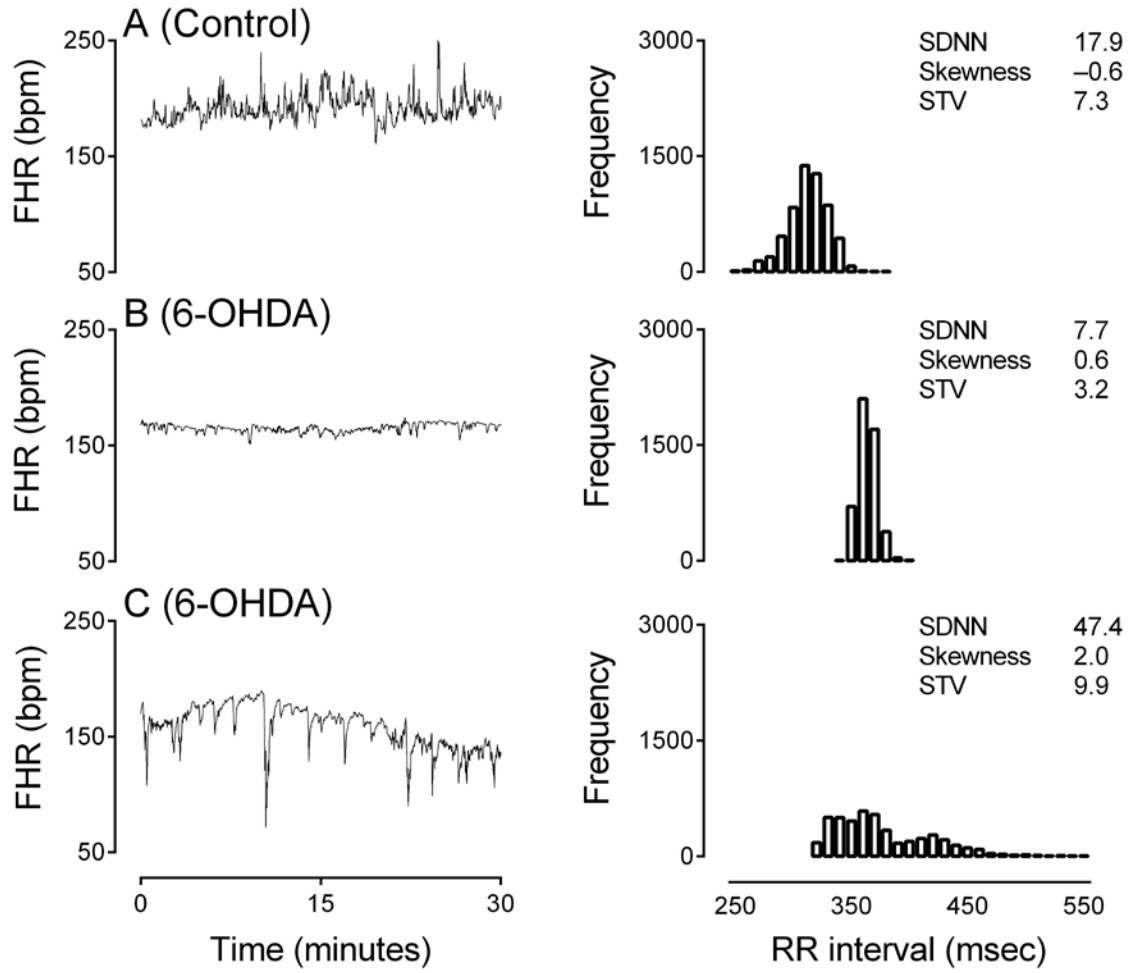 A (Control)
250
150
50
FHR (bpm)
3000
1500
0
Frequency
SDNN 17.9
Skewness –0.6
STV 7.3
B (6-OHDA)
250
150
50
FHR (bpm)
3000
1500
0
Frequency
SDNN 7.7
Skewness 0.6
STV 3.2
C (6-OHDA)
250
150
50
FHR (bpm)
3000
1500
0
Frequency
SDNN 47.4
Skewness 2.0
STV 9.9
0 15 30
Time (minutes)
250 350 450 550
RR interval (msec)